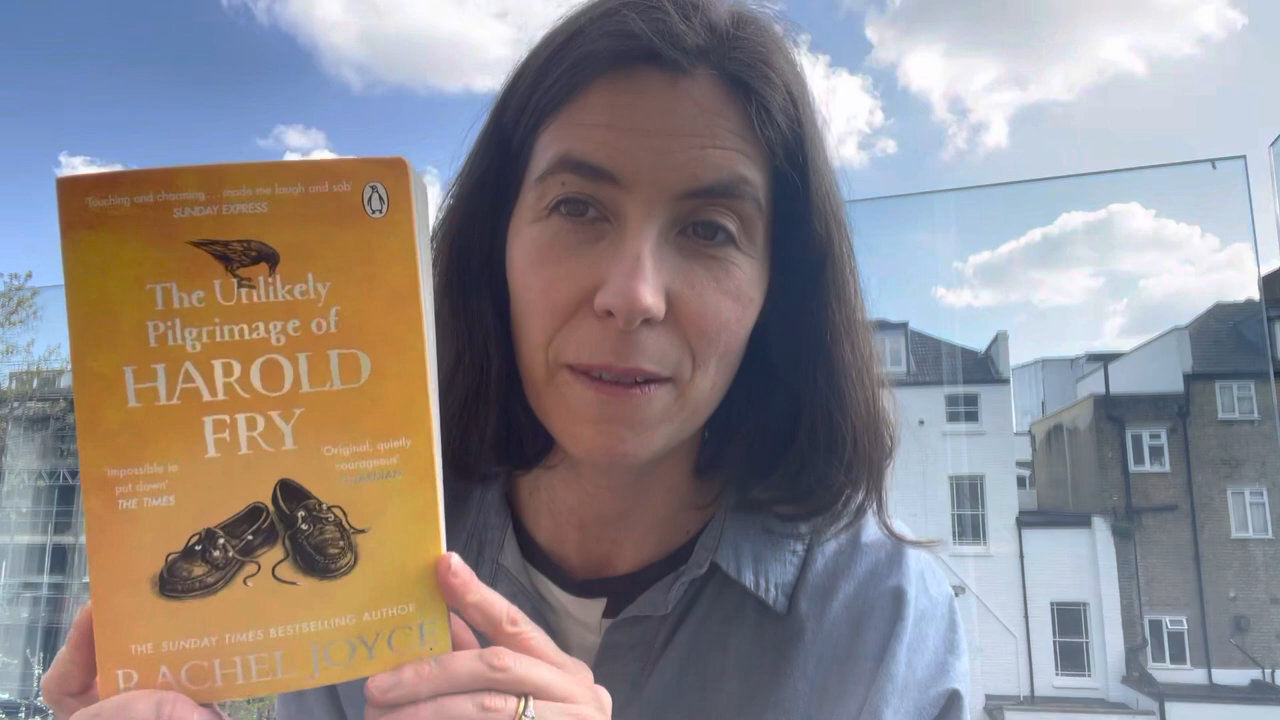 'Touching and charming . . . made me laugh and sob'
SUNDAY EXPRESS
The Unlikely
Pilgrimage of
HAROLD
FRY
'Impossible to
put down'
THE TIMES
'Original, quietly
courageous'
GUARDIAN
THE SUNDAY TIMES BESTSELLING AUTHOR
RACHEL JOYCE